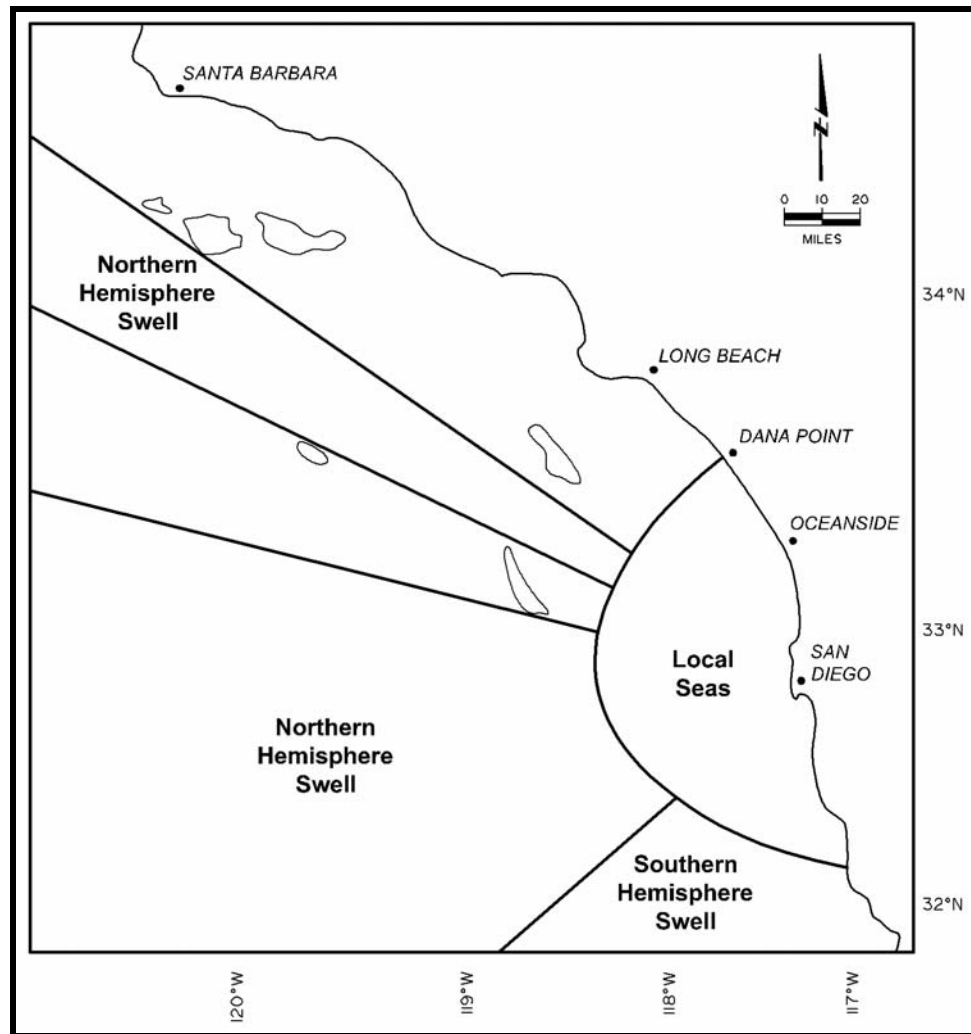 SANTA BARBARA
N
0 10 20
MILES
Northern
Hemisphere
Swell
34°N
LONG BEACH
DANA POINT
OCEANSIDE
33°N
Local
Seas
SAN
DIEGO
Northern
Hemisphere
Swell
Southern
Hemisphere
Swell
32°N
120°W
119°W
118°W
117°W